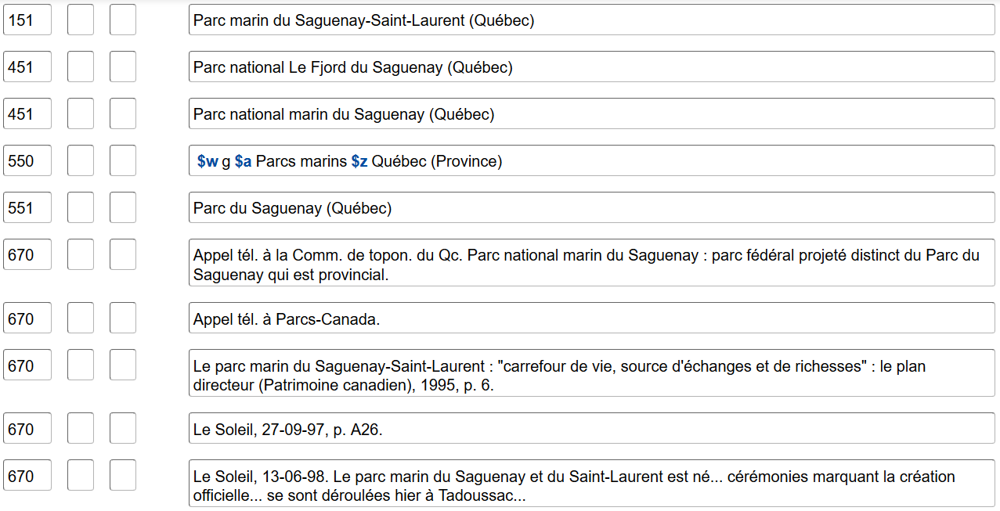 151 Parc marin du Saguenay-Saint-Laurent (Québec)
451 Parc national Le Fjord du Saguenay (Québec)
451 Parc national marin du Saguenay (Québec)
550 $w g $a Parcs marins $z Québec (Province)
551 Parc du Saguenay (Québec)
670 Appel tél. à la Comm. de topon. du Qc. Parc national marin du Saguenay : parc fédéral projeté distinct du Parc du
Saguenay qui est provincial.
670 Appel tél. à Parcs-Canada.
670 Le parc marin du Saguenay-Saint-Laurent : "carrefour de vie, source d'échanges et de richesses" : le plan
directeur (Patrimoine canadien), 1995, p. 6.
670 Le Soleil, 27-09-97, p. A26.
670 Le Soleil, 13-06-98. Le parc marin du Saguenay et du Saint-Laurent est né... cérémonies marquant la création
officielle... se sont déroulées hier à Tadoussac...